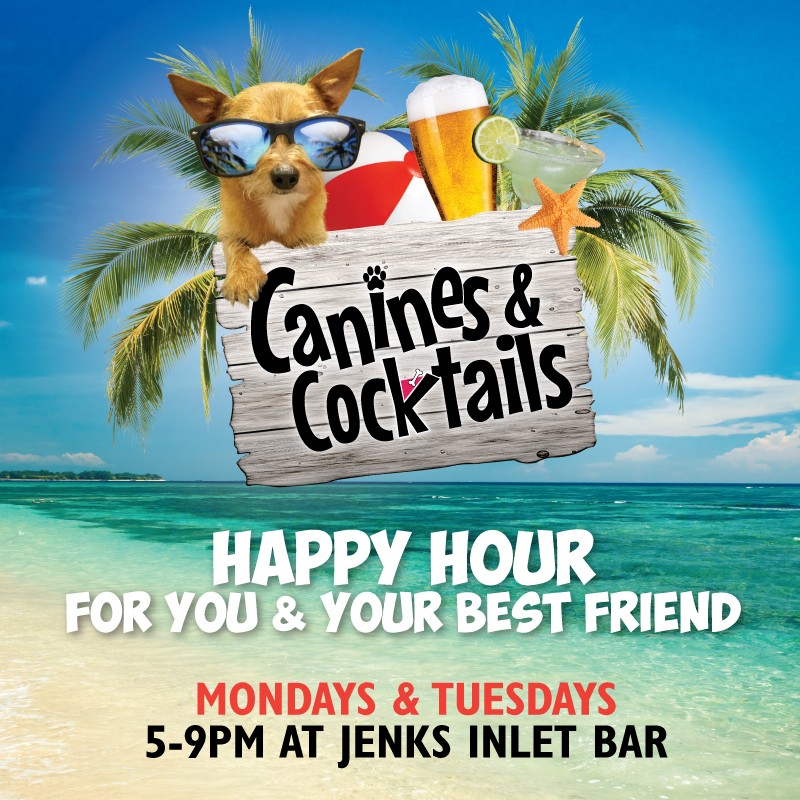 Canines &
Cocktails
HAPPY HOUR
FOR YOU & YOUR BEST FRIEND
MONDAYS & TUESDAYS
5-9PM AT JENKS INLET BAR